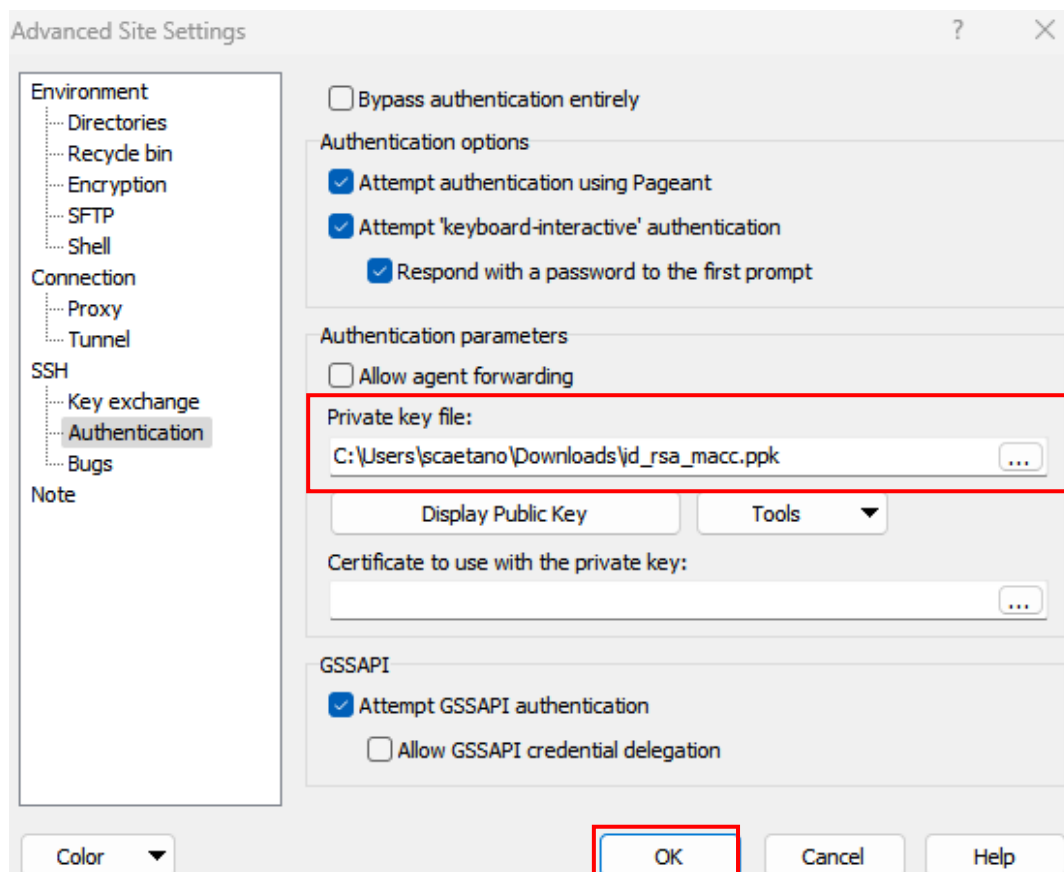 Advanced Site Settings
?
Environment
Directories
Recycle bin
Encryption
SFTP
Shell
Connection
Proxy
Tunnel
SSH
Key exchange
Authentication
Bugs
Note
Bypass authentication entirely
Authentication options
Attempt authentication using Pageant
Attempt 'keyboard-interactive' authentication
Respond with a password to the first prompt
Authentication parameters
Allow agent forwarding
Private key file:
C:\Users\scaetano\Downloads\id_rsa_macc.ppk
...
Display Public Key
Tools
Certificate to use with the private key:
...
GSSAPI
Attempt GSSAPI authentication
Allow GSSAPI credential delegation
Color
OK
Cancel
Help